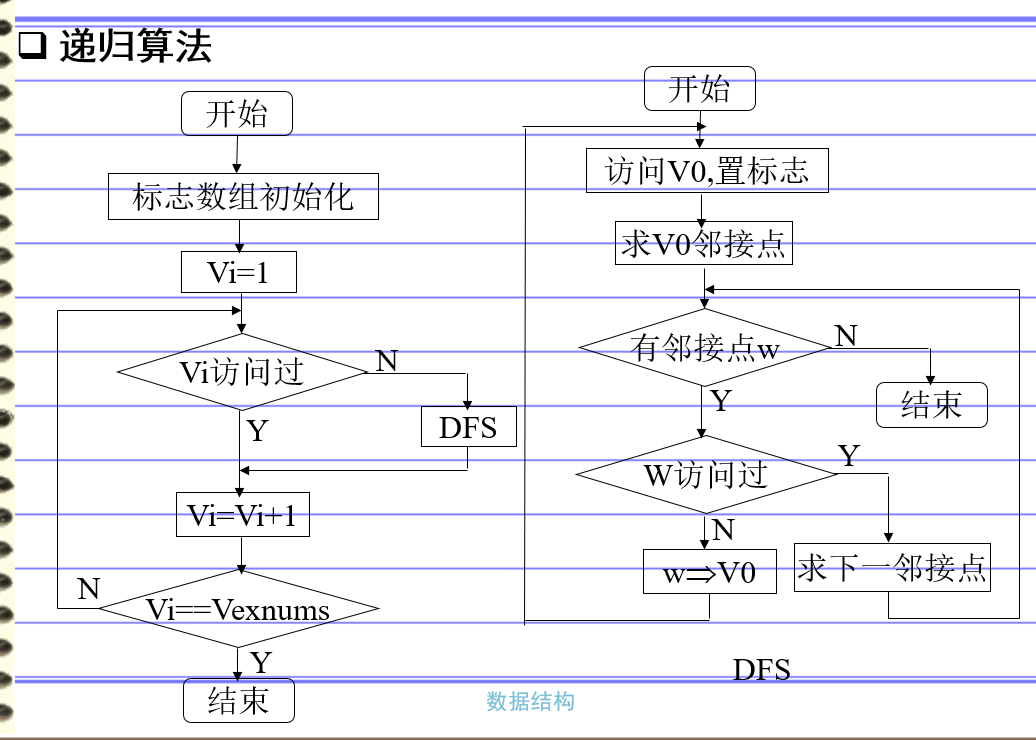 递归算法
开始
标志数组初始化
Vi=1
Vi访问过
N
DFS
Y
Vi=Vi+1
N
Vi==Vexnums
Y
结束
开始
访问V0,置标志
求V0邻接点
有邻接点w
N
结束
Y
W访问过
Y
N
w⇒V0
求下一邻接点
DFS
数据结构